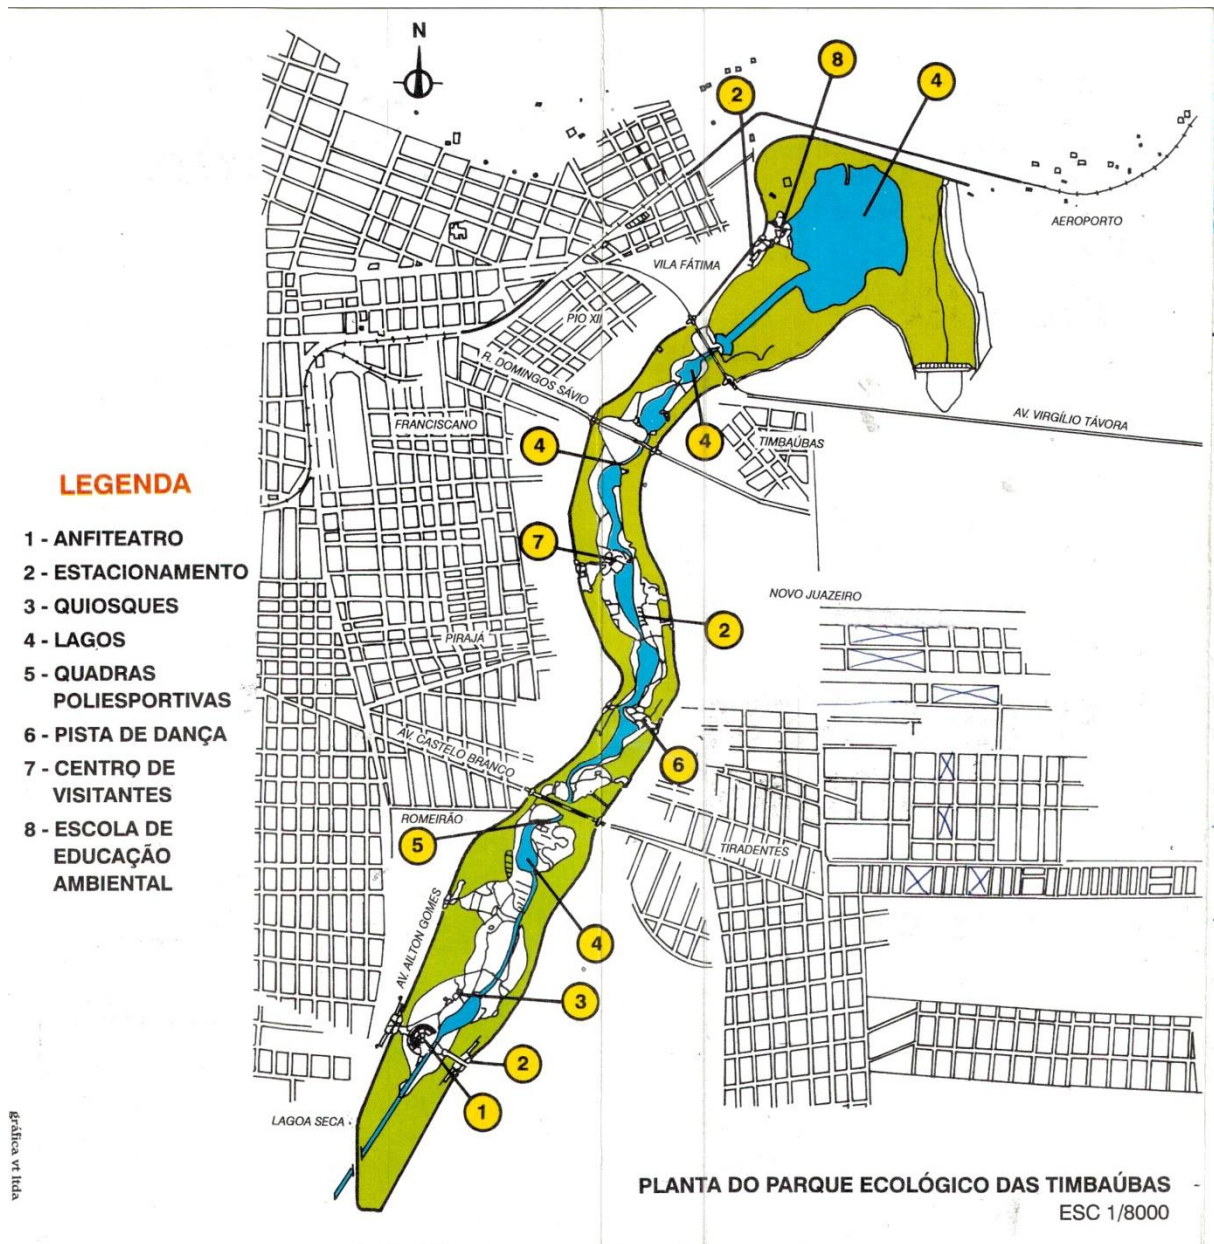 N
8
2
4
AEROPORTO
VILA FÁTIMA
PIO XII
R. DOMINGOS SÁVIO
AV. VIRGÍLIO TÁVORA
FRANCISCANO
4
TIMBAÚBAS
4
LEGENDA
1 - ANFITEATRO
2 - ESTACIONAMENTO
3 - QUIOSQUES
4 - LAGOS
5 - QUADRAS
POLIESPORTIVAS
6 - PISTA DE DANÇA
7 - CENTRO DE
VISITANTES
8 - ESCOLA DE
EDUCAÇÃO
AMBIENTAL
7
NOVO JUAZEIRO
2
PIRAJÁ
AV. CASTELO BRANCO
6
ROMEIRÃO
5
TIRADENTES
AV. AILTON GOMES
4
3
2
1
LAGOA SECA
gráfica vt ltda
PLANTA DO PARQUE ECOLÓGICO DAS TIMBAÚBAS
ESC 1/8000